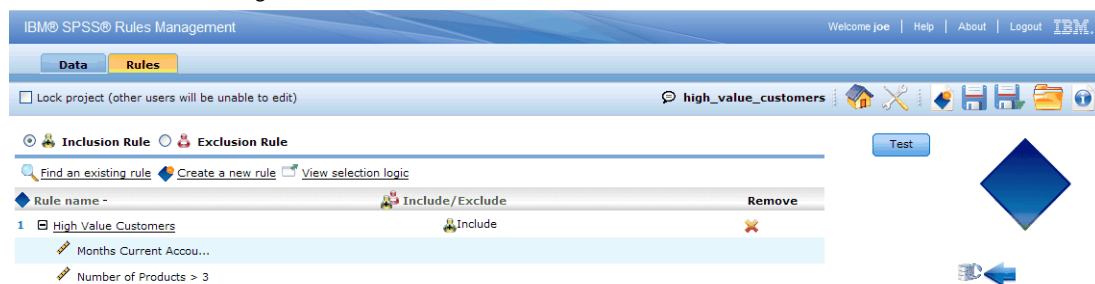 IBM® SPSS® Rules Management Welcome joe | Help | About | Logout IBM.
Data Rules
Lock project (other users will be unable to edit) high_value_customers
Inclusion Rule Exclusion Rule Test
Find an existing rule Create a new rule View selection logic
Rule name - Include/Exclude Remove
1 High Value Customers Include
Months Current Accou...
Number of Products > 3